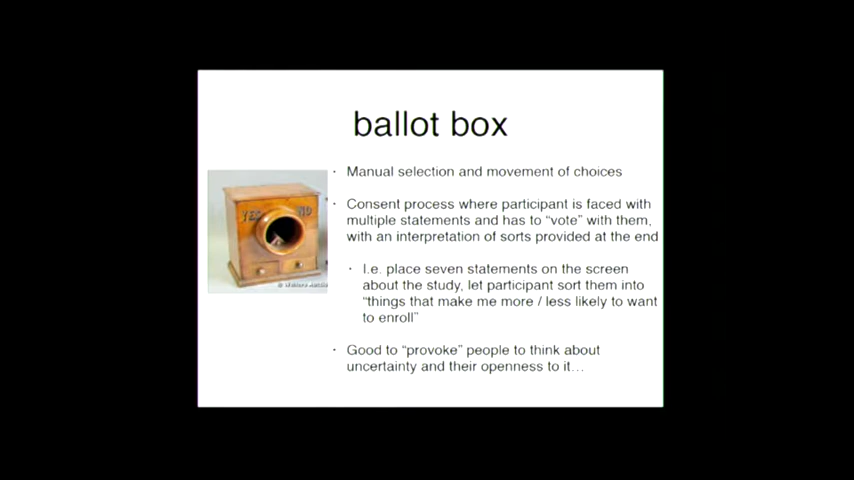 ballot box
· Manual selection and movement of choices
· Consent process where participant is faced with
multiple statements and has to “vote” with them,
with an interpretation of sorts provided at the end
· I.e. place seven statements on the screen
about the study, let participant sort them into
“things that make me more / less likely to want
to enroll”
· Good to “provoke” people to think about
uncertainty and their openness to it…
YES NO